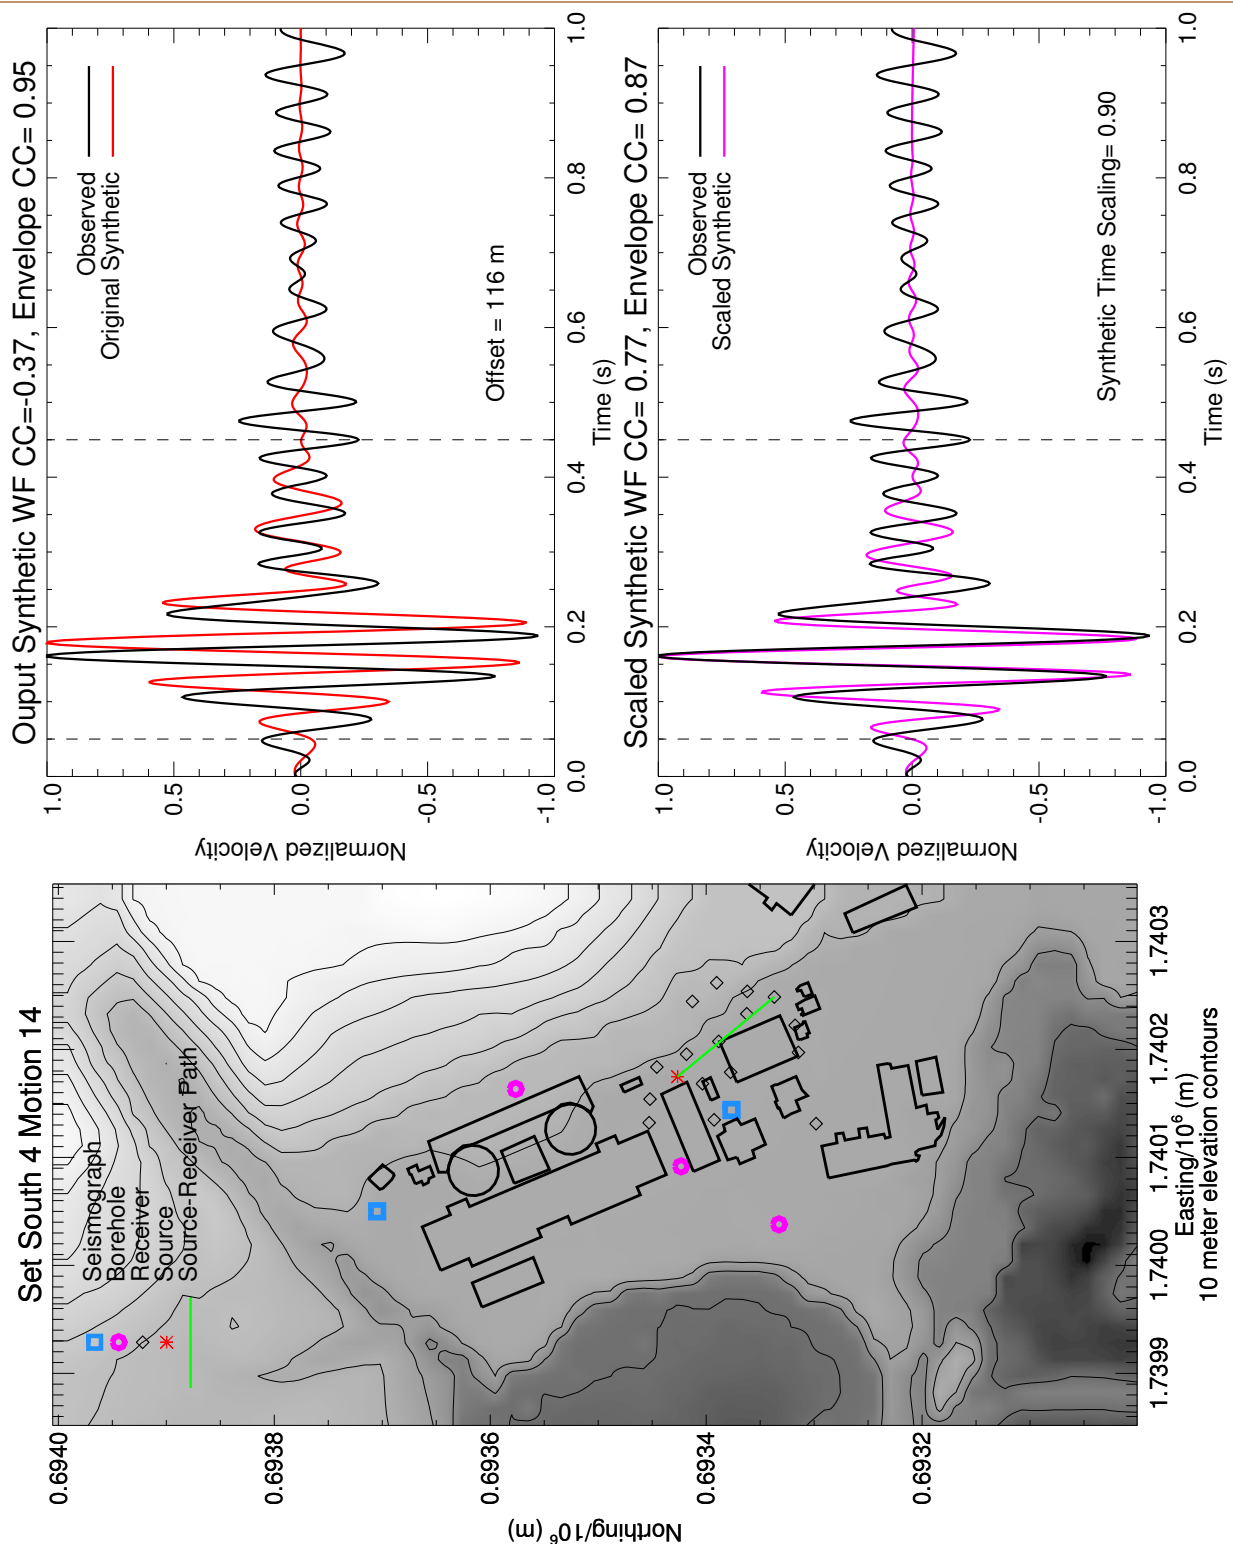 Set South 4 Motion 14
Seismograph
Borehole
Receiver
Source
Source-Receiver Path
0.6940
0.6938
0.6936
0.6934
0.6932
Northing/10⁶ (m)
1.7399
1.7400
1.7401
1.7402
1.7403
Easting/10⁶ (m)
10 meter elevation contours
Ouput Synthetic WF CC=-0.37, Envelope CC= 0.95
Observed
Original Synthetic
Offset = 116 m
1.0
0.5
0.0
-0.5
-1.0
Normalized Velocity
0.0
0.2
0.4
0.6
0.8
1.0
Time (s)
Scaled Synthetic WF CC= 0.77, Envelope CC= 0.87
Observed
Scaled Synthetic
Synthetic Time Scaling= 0.90
1.0
0.5
0.0
-0.5
-1.0
Normalized Velocity
0.0
0.2
0.4
0.6
0.8
1.0
Time (s)